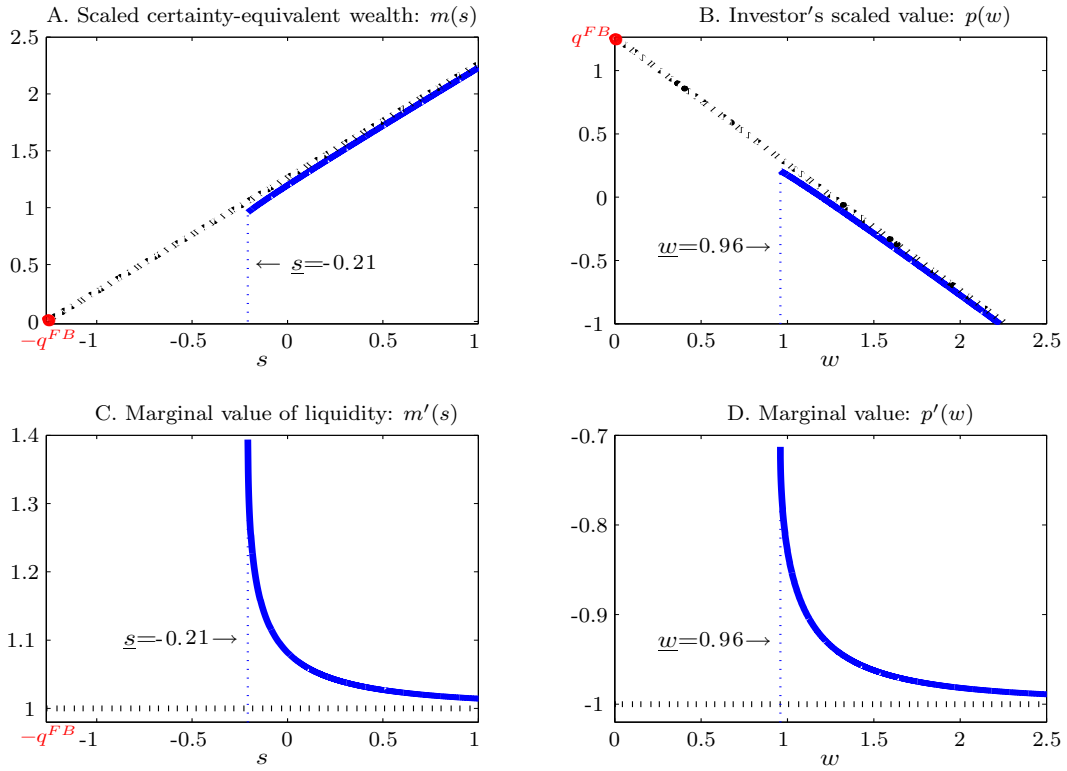 A. Scaled certainty-equivalent wealth: m(s)
2.5
2
1.5
1
0.5
0
← s=-0.21
-1
-0.5
0
0.5
1
−q^{FB}
s
B. Investor's scaled value: p(w)
q^{FB}
1
0.5
0
-0.5
-1
w=0.96→
0
0.5
1
1.5
2
2.5
w
C. Marginal value of liquidity: m′(s)
1.4
1.3
1.2
1.1
1
s=-0.21→
−q^{FB}
-1
-0.5
0
0.5
1
s
D. Marginal value: p′(w)
-0.7
-0.8
-0.9
-1
w=0.96→
0
0.5
1
1.5
2
2.5
w